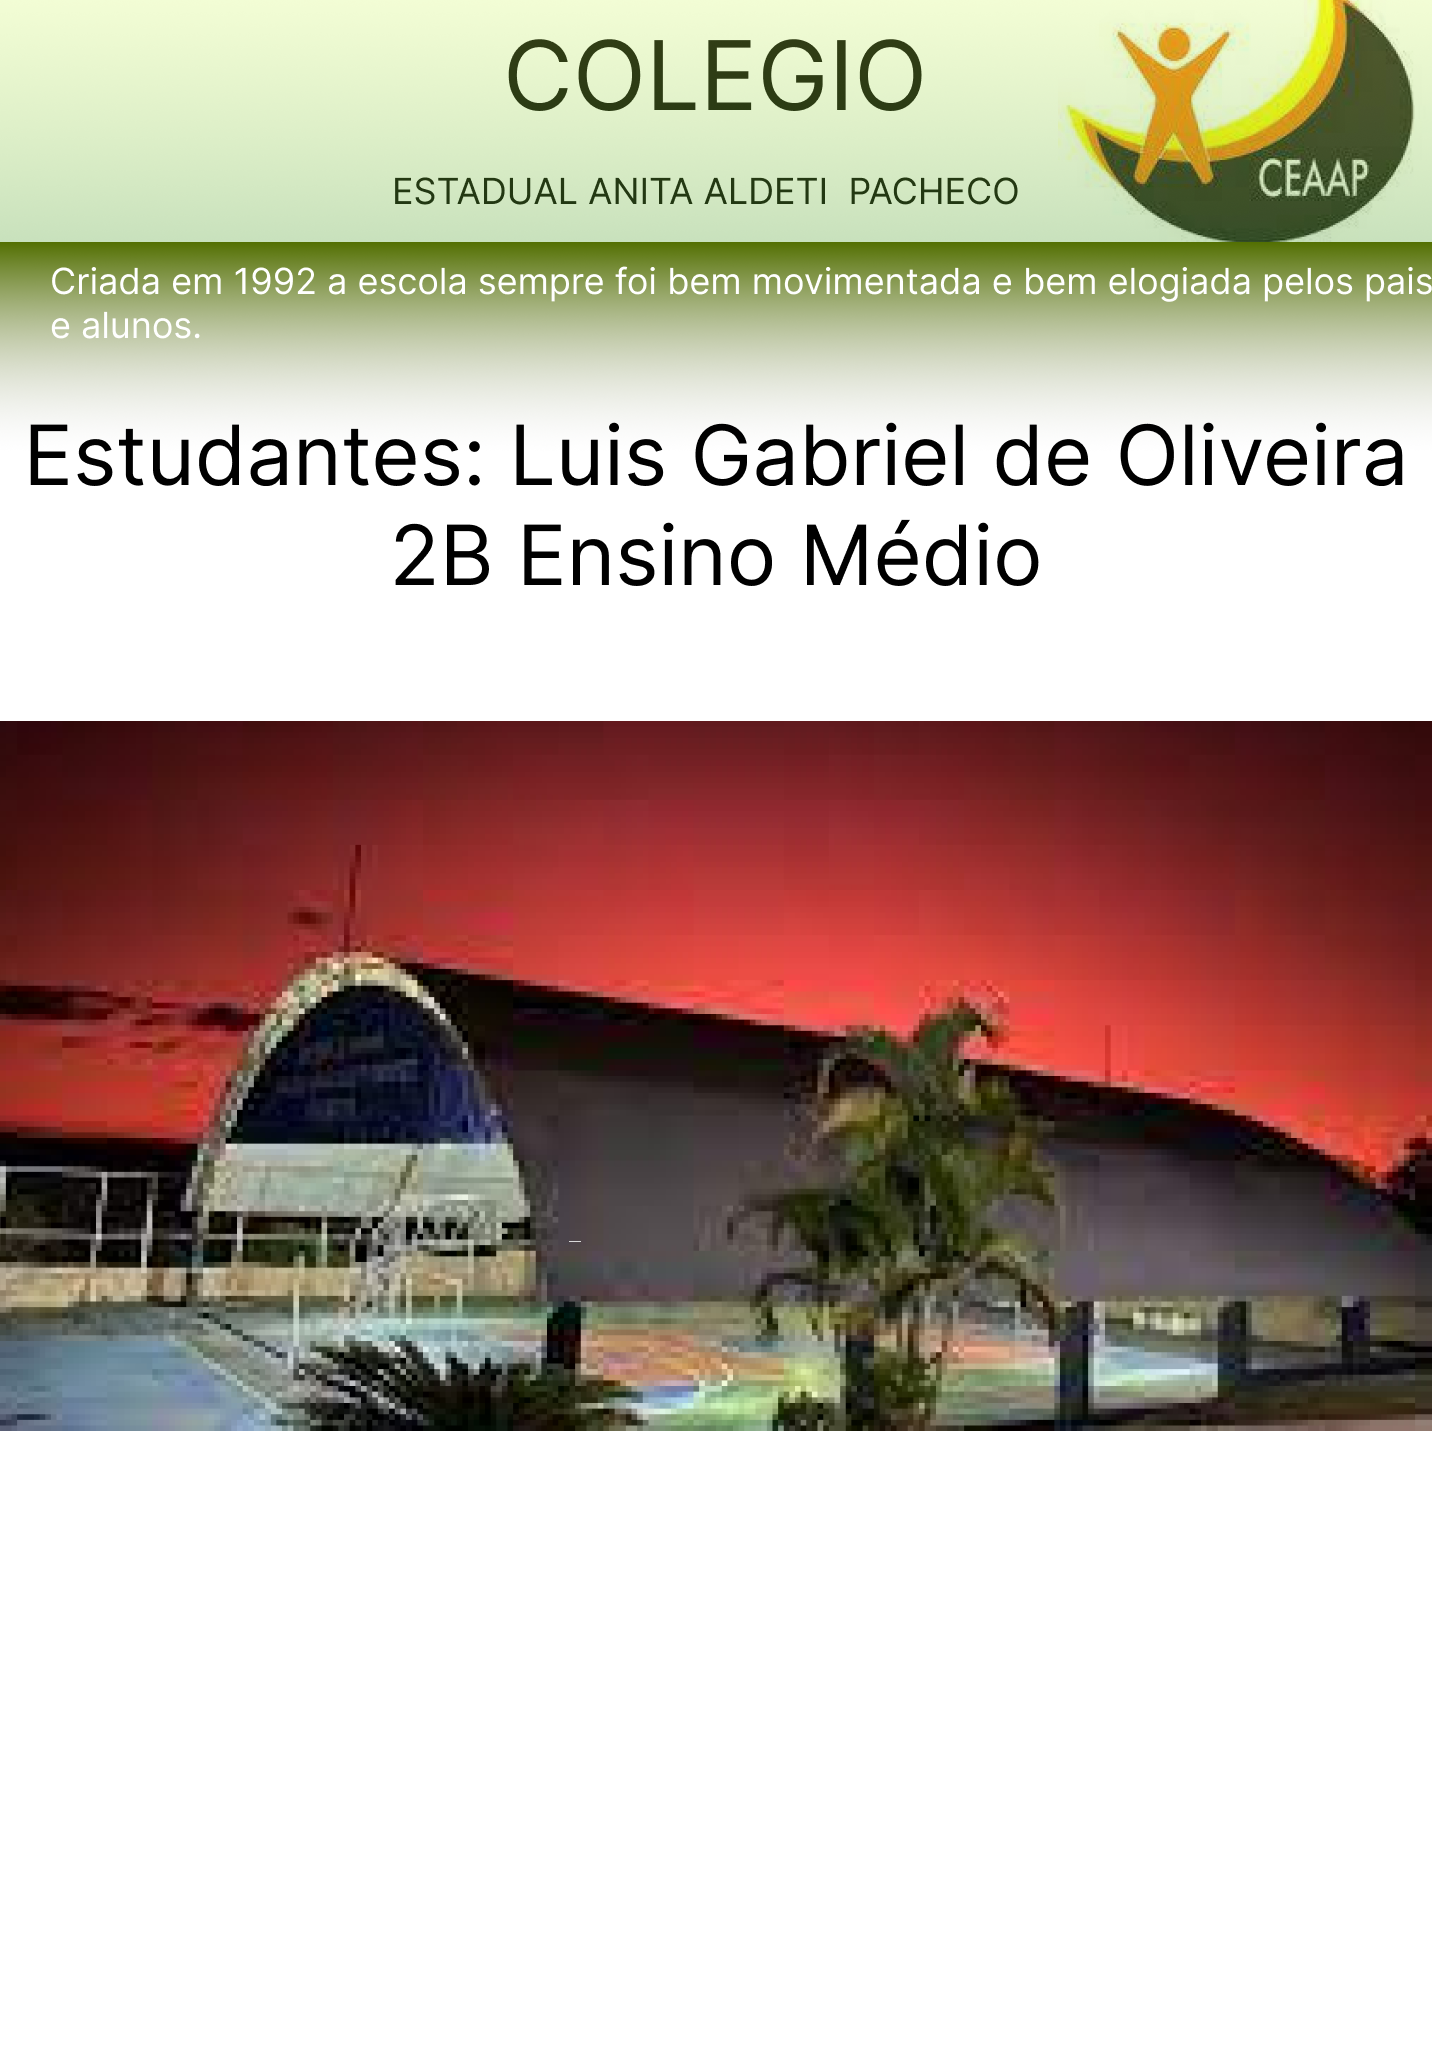 COLEGIO
ESTADUAL ANITA ALDETI PACHECO
CEAAP
Criada em 1992 a escola sempre foi bem movimentada e bem elogiada pelos pais
e alunos.
Estudantes: Luis Gabriel de Oliveira
2B Ensino Médio